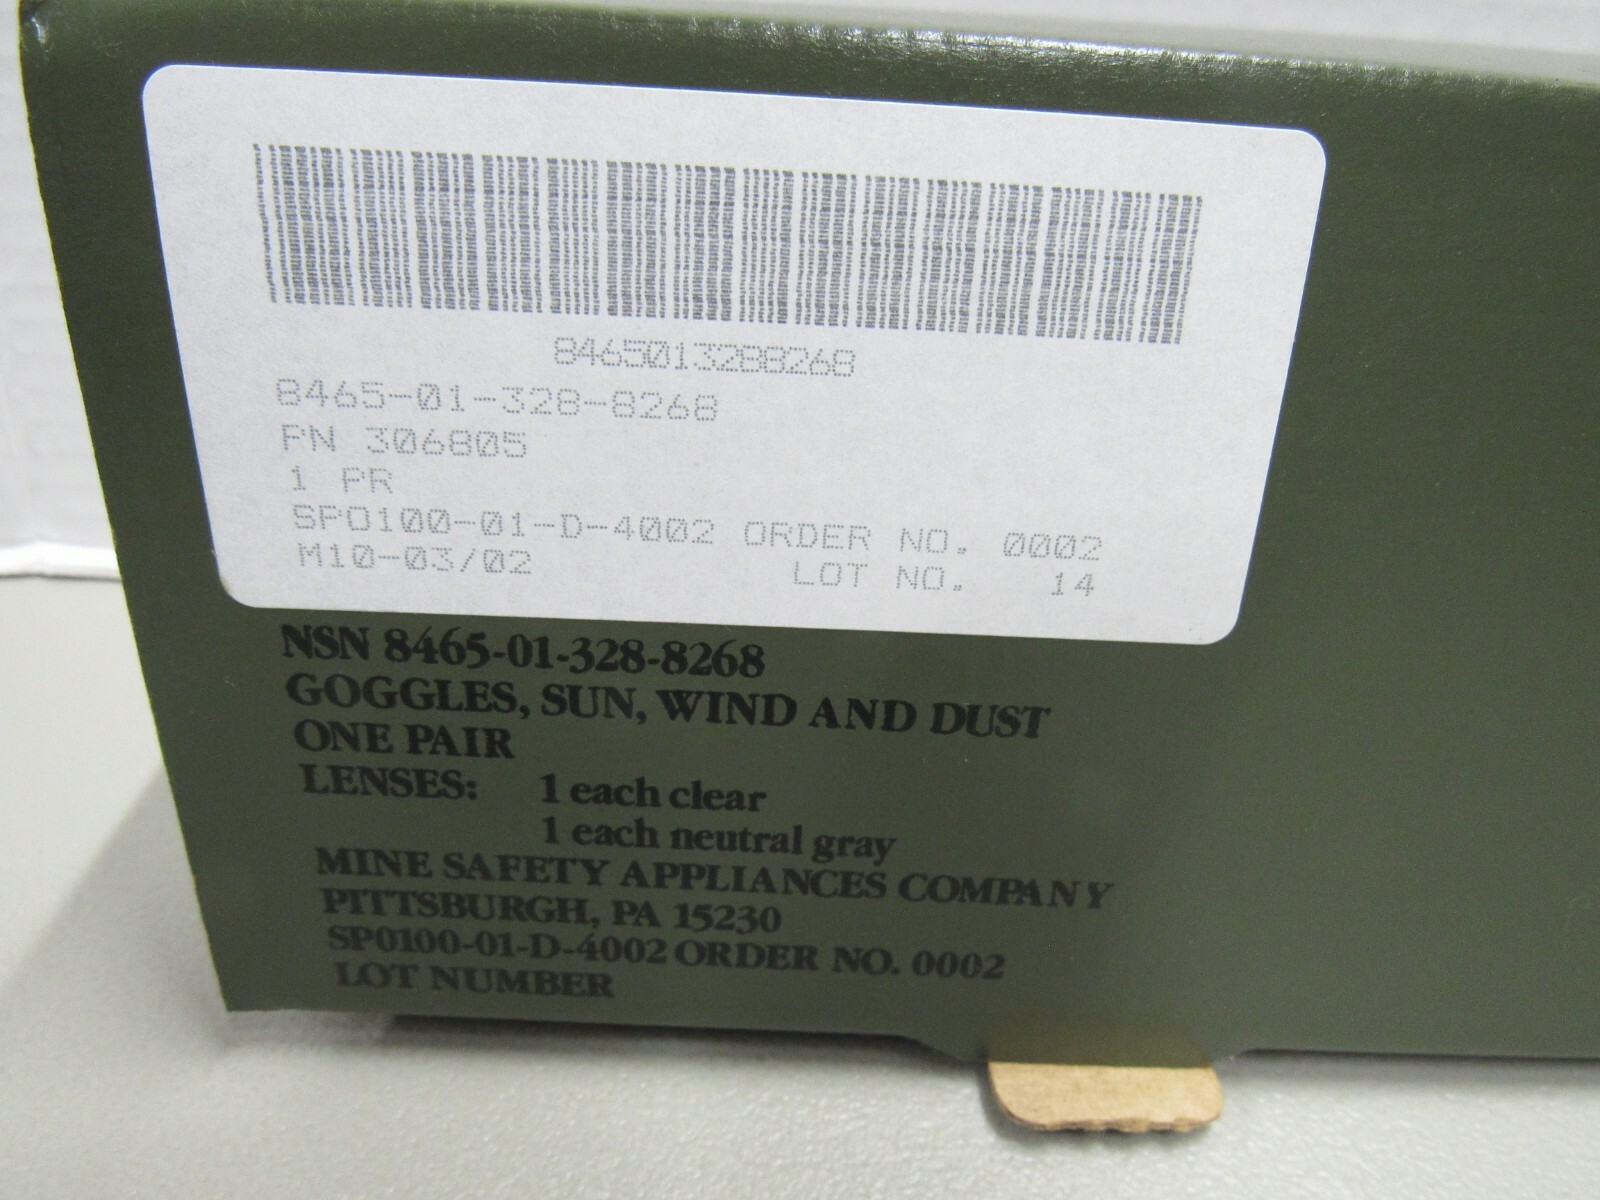 8465013288268
8465-01-328-8268
PN 306805
1 PR
SPO100-01-D-4002 ORDER NO. 0002
M10-03/02 LOT NO. 14
NSN 8465-01-328-8268
GOGGLES, SUN, WIND AND DUST
ONE PAIR
LENSES: 1 each clear
1 each neutral gray
MINE SAFETY APPLIANCES COMPANY
PITTSBURGH, PA 15230
SP0100-01-D-4002 ORDER NO. 0002
LOT NUMBER